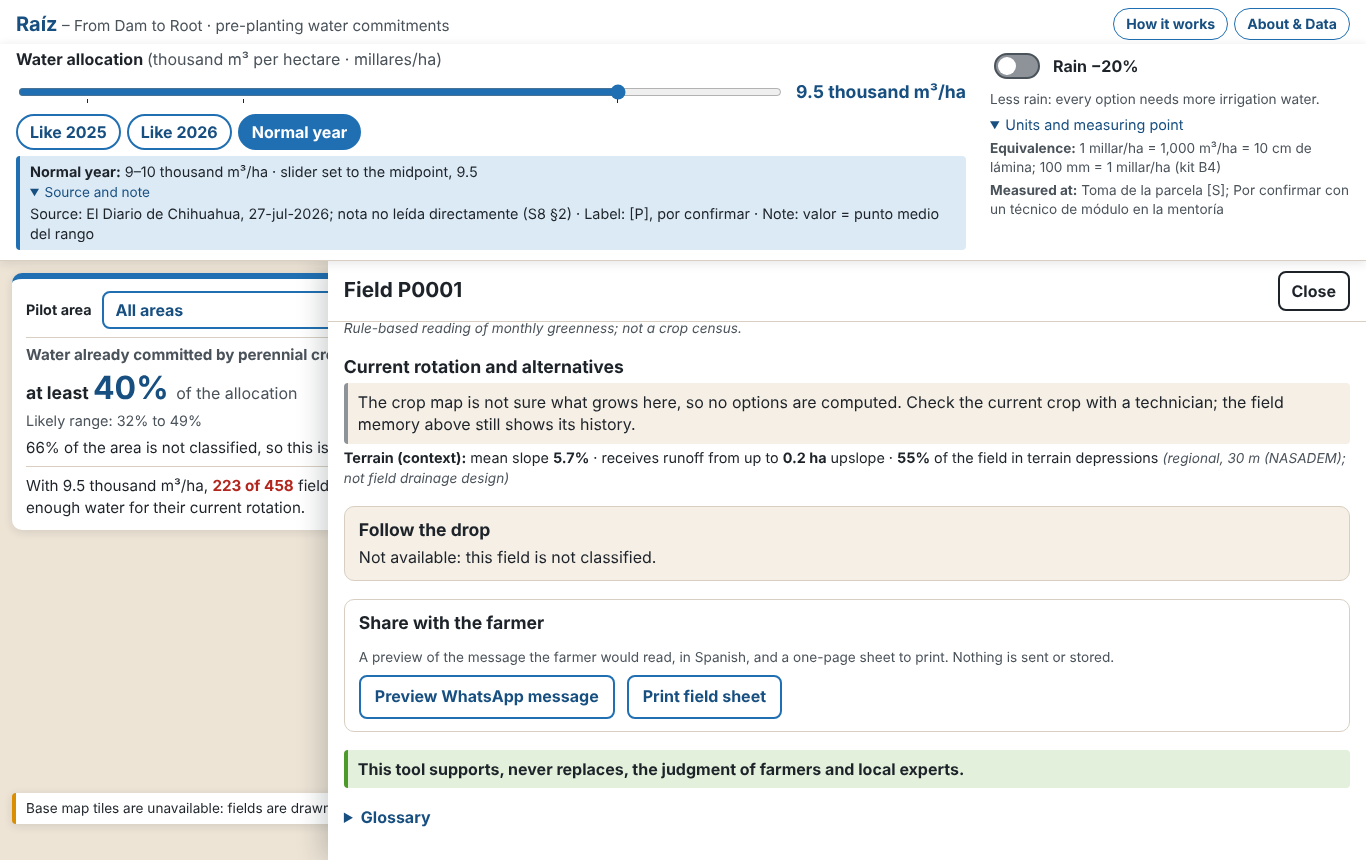 Raíz – From Dam to Root · pre-planting water commitments
How it works
About & Data
Water allocation (thousand m³ per hectare · millares/ha)
9.5 thousand m³/ha
Like 2025
Like 2026
Normal year
Normal year: 9–10 thousand m³/ha · slider set to the midpoint, 9.5
▼ Source and note
Source: El Diario de Chihuahua, 27-jul-2026; nota no leída directamente (S8 §2) · Label: [P], por confirmar · Note: valor = punto medio
del rango
Rain −20%
Less rain: every option needs more irrigation water.
▼ Units and measuring point
Equivalence: 1 millar/ha = 1,000 m³/ha = 10 cm de
lámina; 100 mm = 1 millar/ha (kit B4)
Measured at: Toma de la parcela [S]; Por confirmar con
un técnico de módulo en la mentoría
Pilot area
All areas
Water already committed by perennial
at least 40% of the allocation
Likely range: 32% to 49%
66% of the area is not classified, so this is
With 9.5 thousand m³/ha, 223 of 458 field
enough water for their current rotation.
Base map tiles are unavailable: fields are drawn
Field P0001
Close
Rule-based reading of monthly greenness; not a crop census.
Current rotation and alternatives
The crop map is not sure what grows here, so no options are computed. Check the current crop with a technician; the field
memory above still shows its history.
Terrain (context): mean slope 5.7% · receives runoff from up to 0.2 ha upslope · 55% of the field in terrain depressions (regional, 30 m (NASADEM);
not field drainage design)
Follow the drop
Not available: this field is not classified.
Share with the farmer
A preview of the message the farmer would read, in Spanish, and a one-page sheet to print. Nothing is sent or stored.
Preview WhatsApp message
Print field sheet
This tool supports, never replaces, the judgment of farmers and local experts.
▶ Glossary